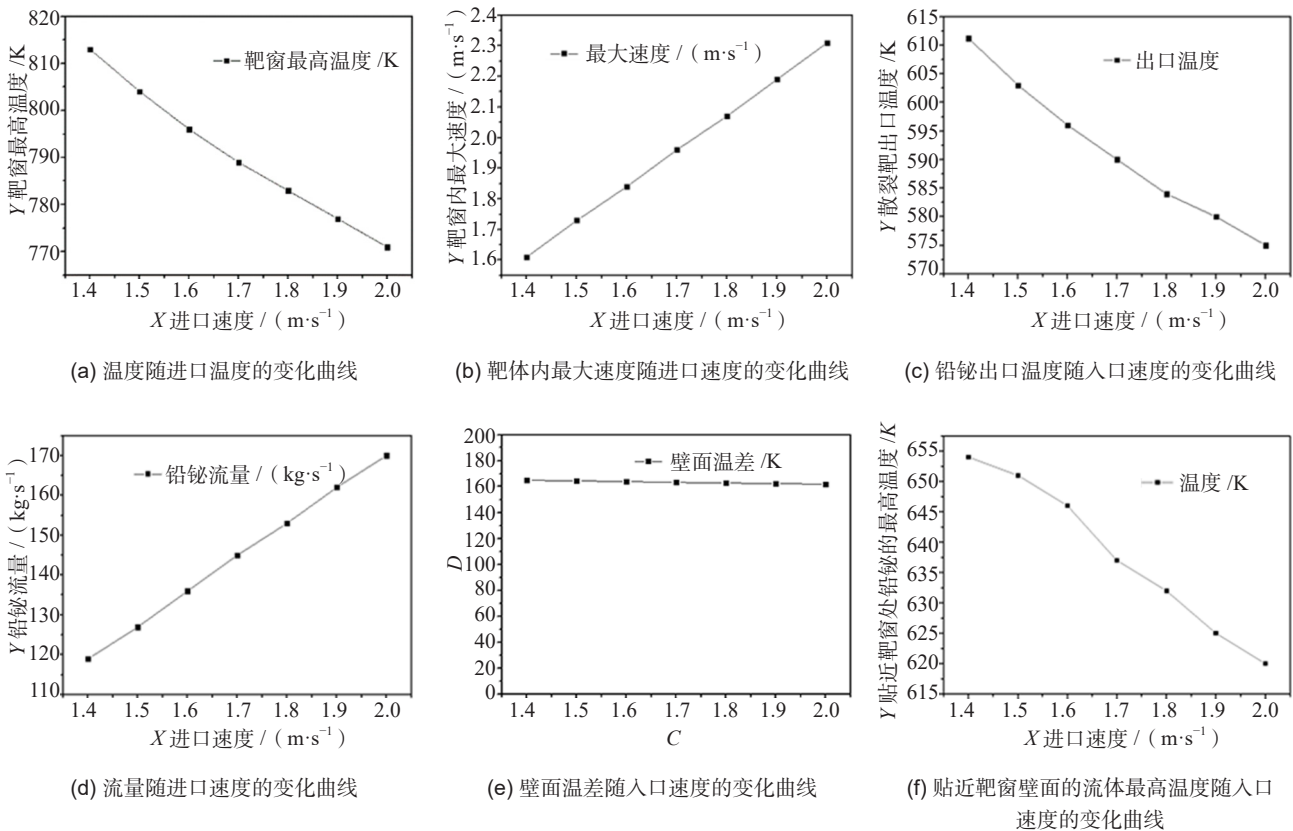 820
810
800
790
780
770
Y 靶窗最高温度 /K
靶窗最高温度 /K
1.4 1.5 1.6 1.7 1.8 1.9 2.0
X 进口速度 /（m·s⁻¹）
(a) 温度随进口温度的变化曲线
2.4
2.3
2.2
2.1
2.0
1.9
1.8
1.7
1.6
Y 靶窗内最大速度 /（m·s⁻¹）
最大速度 /（m·s⁻¹）
1.4 1.5 1.6 1.7 1.8 1.9 2.0
X 进口速度 /（m·s⁻¹）
(b) 靶体内最大速度随进口速度的变化曲线
615
610
605
600
595
590
585
580
575
570
Y 散裂靶出口温度 /K
出口温度
1.4 1.5 1.6 1.7 1.8 1.9 2.0
X 进口速度 /（m·s⁻¹）
(c) 铅铋出口温度随入口速度的变化曲线
170
160
150
140
130
120
110
Y 铅铋流量 /（kg·s⁻¹）
铅铋流量 /（kg·s⁻¹）
1.4 1.5 1.6 1.7 1.8 1.9 2.0
X 进口速度 /（m·s⁻¹）
(d) 流量随进口速度的变化曲线
200
180
160
140
120
100
80
60
40
20
0
D
壁面温差 /K
1.4 1.5 1.6 1.7 1.8 1.9 2.0
C
(e) 壁面温差随入口速度的变化曲线
655
650
645
640
635
630
625
620
615
Y 贴近靶窗处铅铋的最高温度 /K
温度 /K
1.4 1.5 1.6 1.7 1.8 1.9 2.0
X 进口速度 /（m·s⁻¹）
(f) 贴近靶窗壁面的流体最高温度随入口
速度的变化曲线